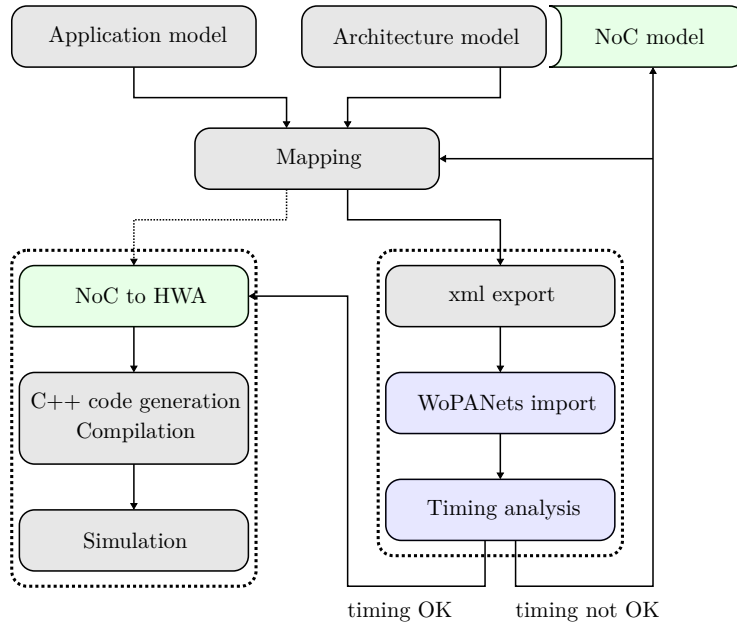 Application model
Architecture model
NoC model
Mapping
NoC to HWA
xml export
C++ code generation
Compilation
WoPANets import
Simulation
Timing analysis
timing OK
timing not OK